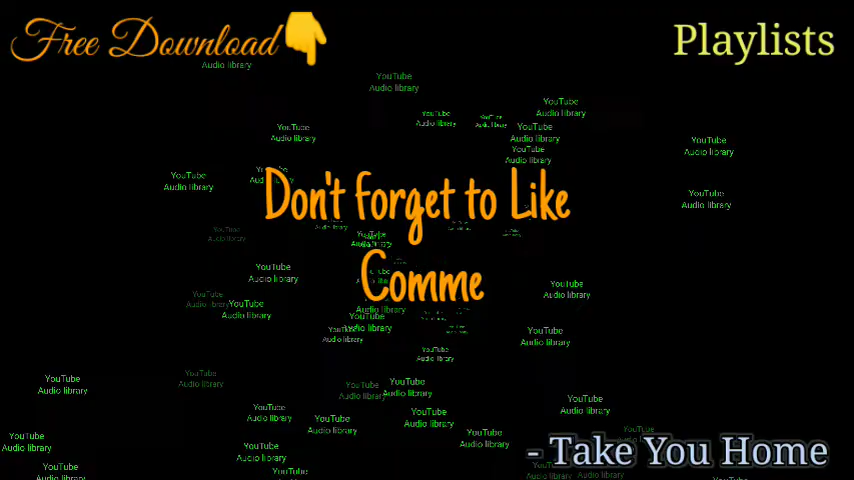 Free Download👇
Playlists
Don't forget to Like
Comme
- Take You Home
YouTube
Audio library